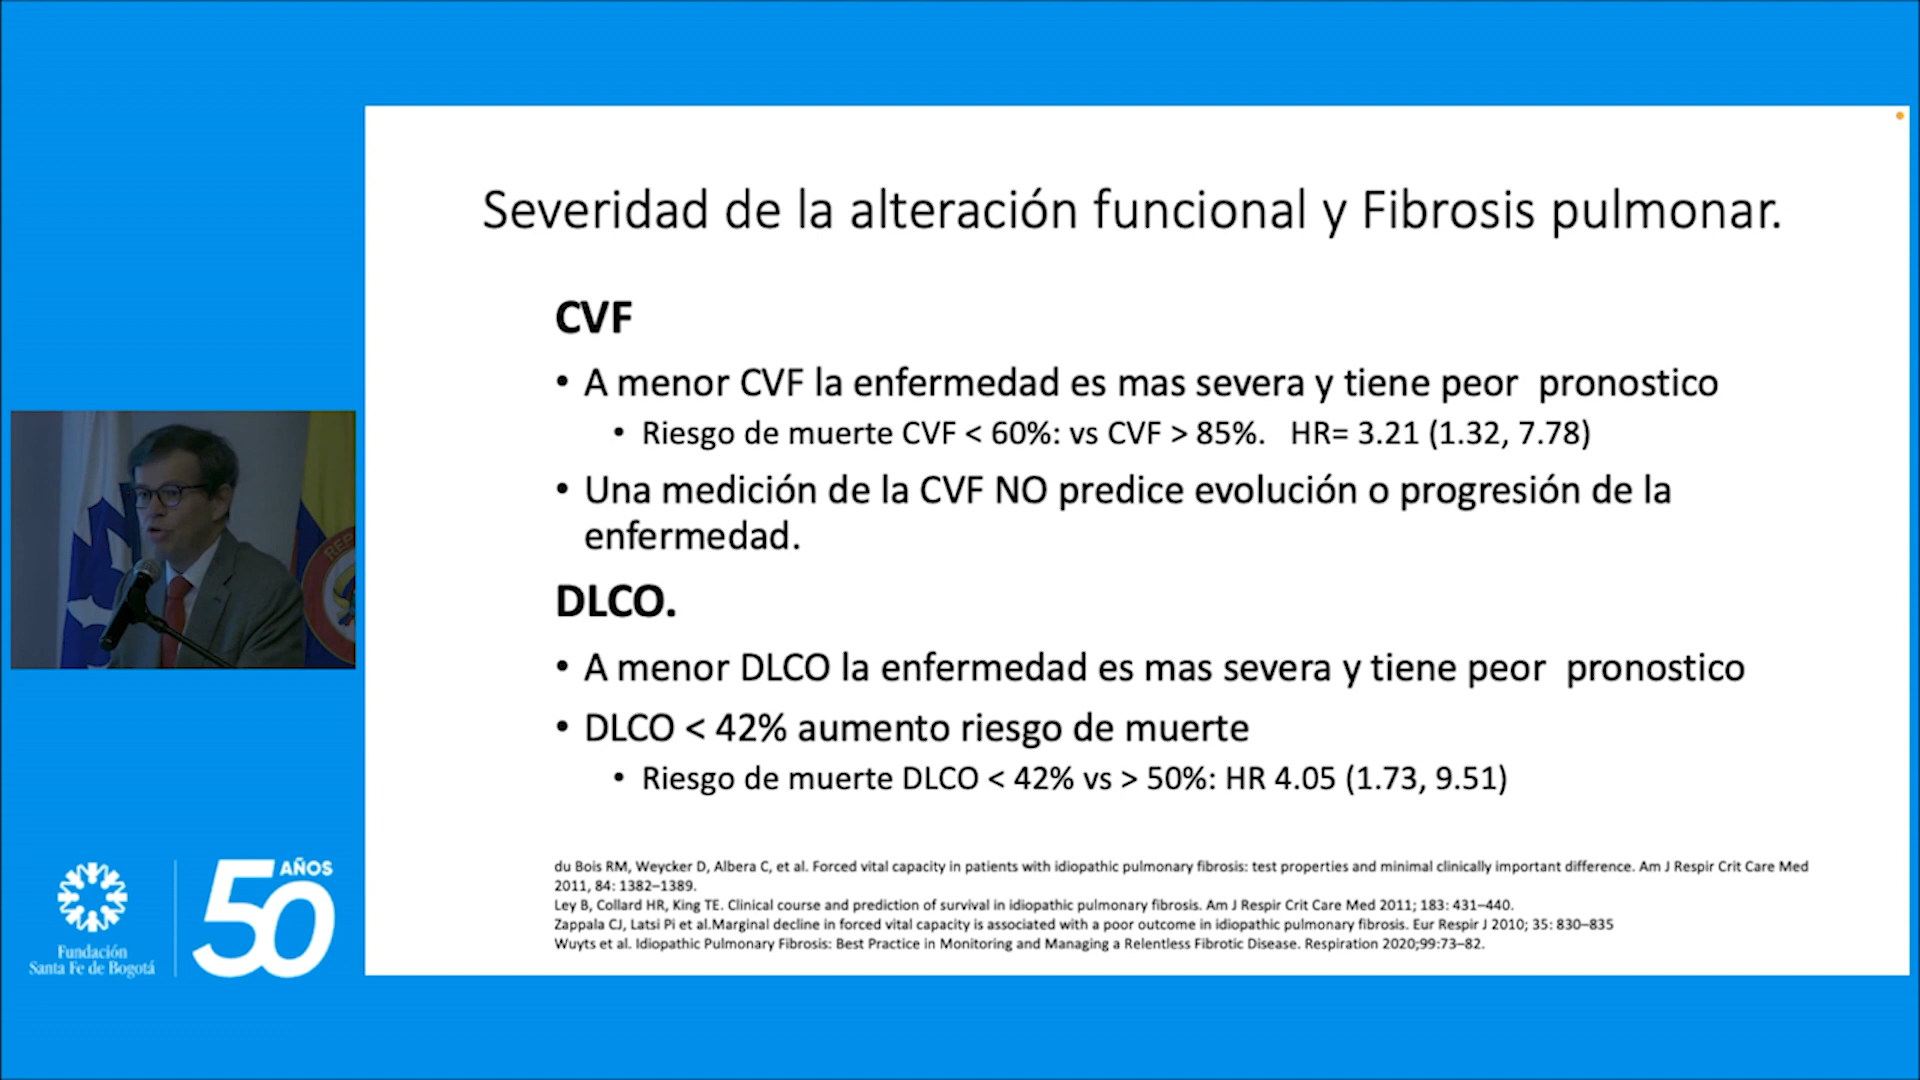 Severidad de la alteración funcional y Fibrosis pulmonar.
CVF
• A menor CVF la enfermedad es mas severa y tiene peor pronostico
• Riesgo de muerte CVF < 60%: vs CVF > 85%. HR= 3.21 (1.32, 7.78)
• Una medición de la CVF NO predice evolución o progresión de la
enfermedad.
DLCO.
• A menor DLCO la enfermedad es mas severa y tiene peor pronostico
• DLCO < 42% aumento riesgo de muerte
• Riesgo de muerte DLCO < 42% vs > 50%: HR 4.05 (1.73, 9.51)
du Bois RM, Weycker D, Albera C, et al. Forced vital capacity in patients with idiopathic pulmonary fibrosis: test properties and minimal clinically important difference. Am J Respir Crit Care Med
2011, 84: 1382–1389.
Ley B, Collard HR, King TE. Clinical course and prediction of survival in idiopathic pulmonary fibrosis. Am J Respir Crit Care Med 2011; 183: 431–440.
Zappala CJ, Latsi Pi et al.Marginal decline in forced vital capacity is associated with a poor outcome in idiopathic pulmonary fibrosis. Eur Respir J 2010; 35: 830–835
Wuyts et al. Idiopathic Pulmonary Fibrosis: Best Practice in Monitoring and Managing a Relentless Fibrotic Disease. Respiration 2020;99:73–82.
REP
Fundación
Santa Fe de Bogotá
50 AÑOS